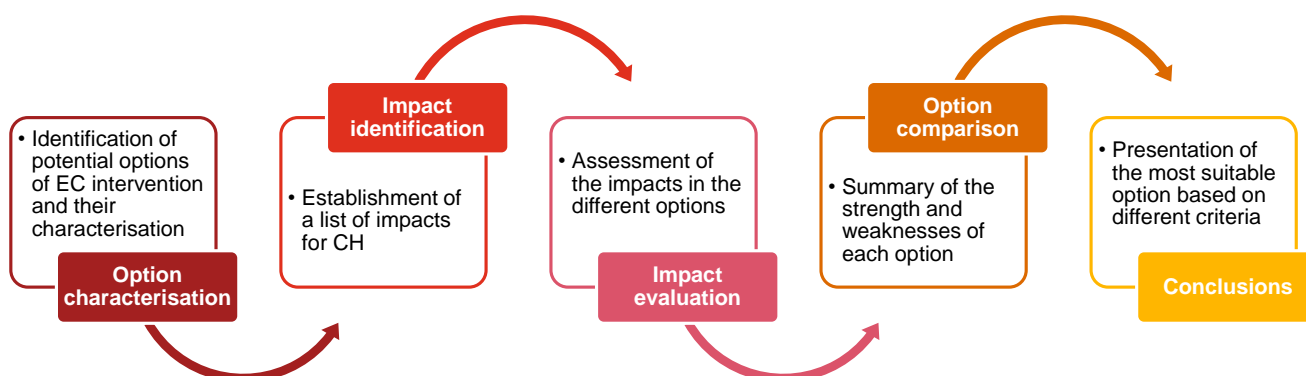 • Identification of
potential options
of EC intervention
and their
characterisation
Option
characterisation
Impact
identification
• Establishment of
a list of impacts
for CH
• Assessment of
the impacts in the
different options
Impact
evaluation
Option
comparison
• Summary of the
strength and
weaknesses of
each option
• Presentation of
the most suitable
option based on
different criteria
Conclusions